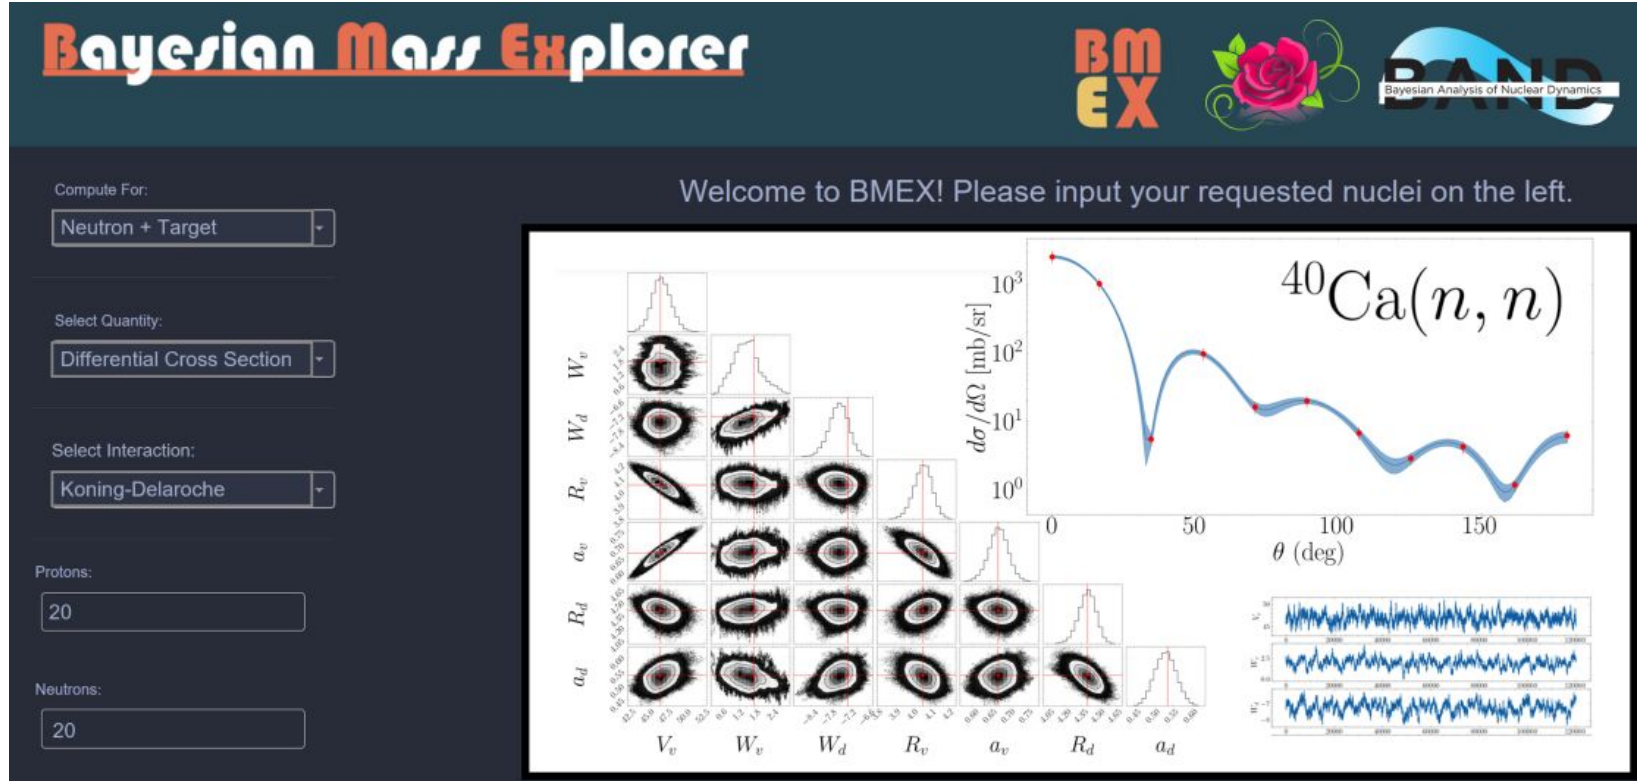 Bayesian Mass Explorer
BM
EX
BAND
Bayesian Analysis of Nuclear Dynamics
Welcome to BMEX! Please input your requested nuclei on the left.
Compute For:
Neutron + Target
Select Quantity:
Differential Cross Section
Select Interaction:
Koning-Delaroche
Protons:
20
Neutrons:
20
⁴⁰Ca(n, n)
dσ/dΩ [mb/sr]
10³
10²
10¹
10⁰
0 50 100 150
θ (deg)
W_v
W_d
R_v
a_v
R_d
a_d
V_v W_v W_d R_v a_v R_d a_d